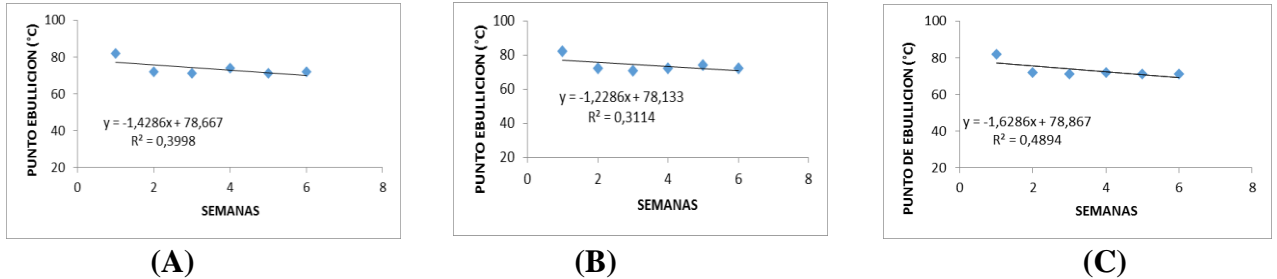 PUNTO EBULLICION (°C)
100
80
60
40
20
0
2
4
6
8
y = -1,4286x + 78,667
R² = 0,3998
SEMANAS
(A)
PUNTO EBULLICION (°C)
100
80
60
40
20
0
2
4
6
8
y = -1,2286x + 78,133
R² = 0,3114
SEMANAS
(B)
PUNTO DE EBULLICION (°C)
100
80
60
40
20
0
2
4
6
8
y = -1,6286x + 78,867
R² = 0,4894
SEMANAS
(C)